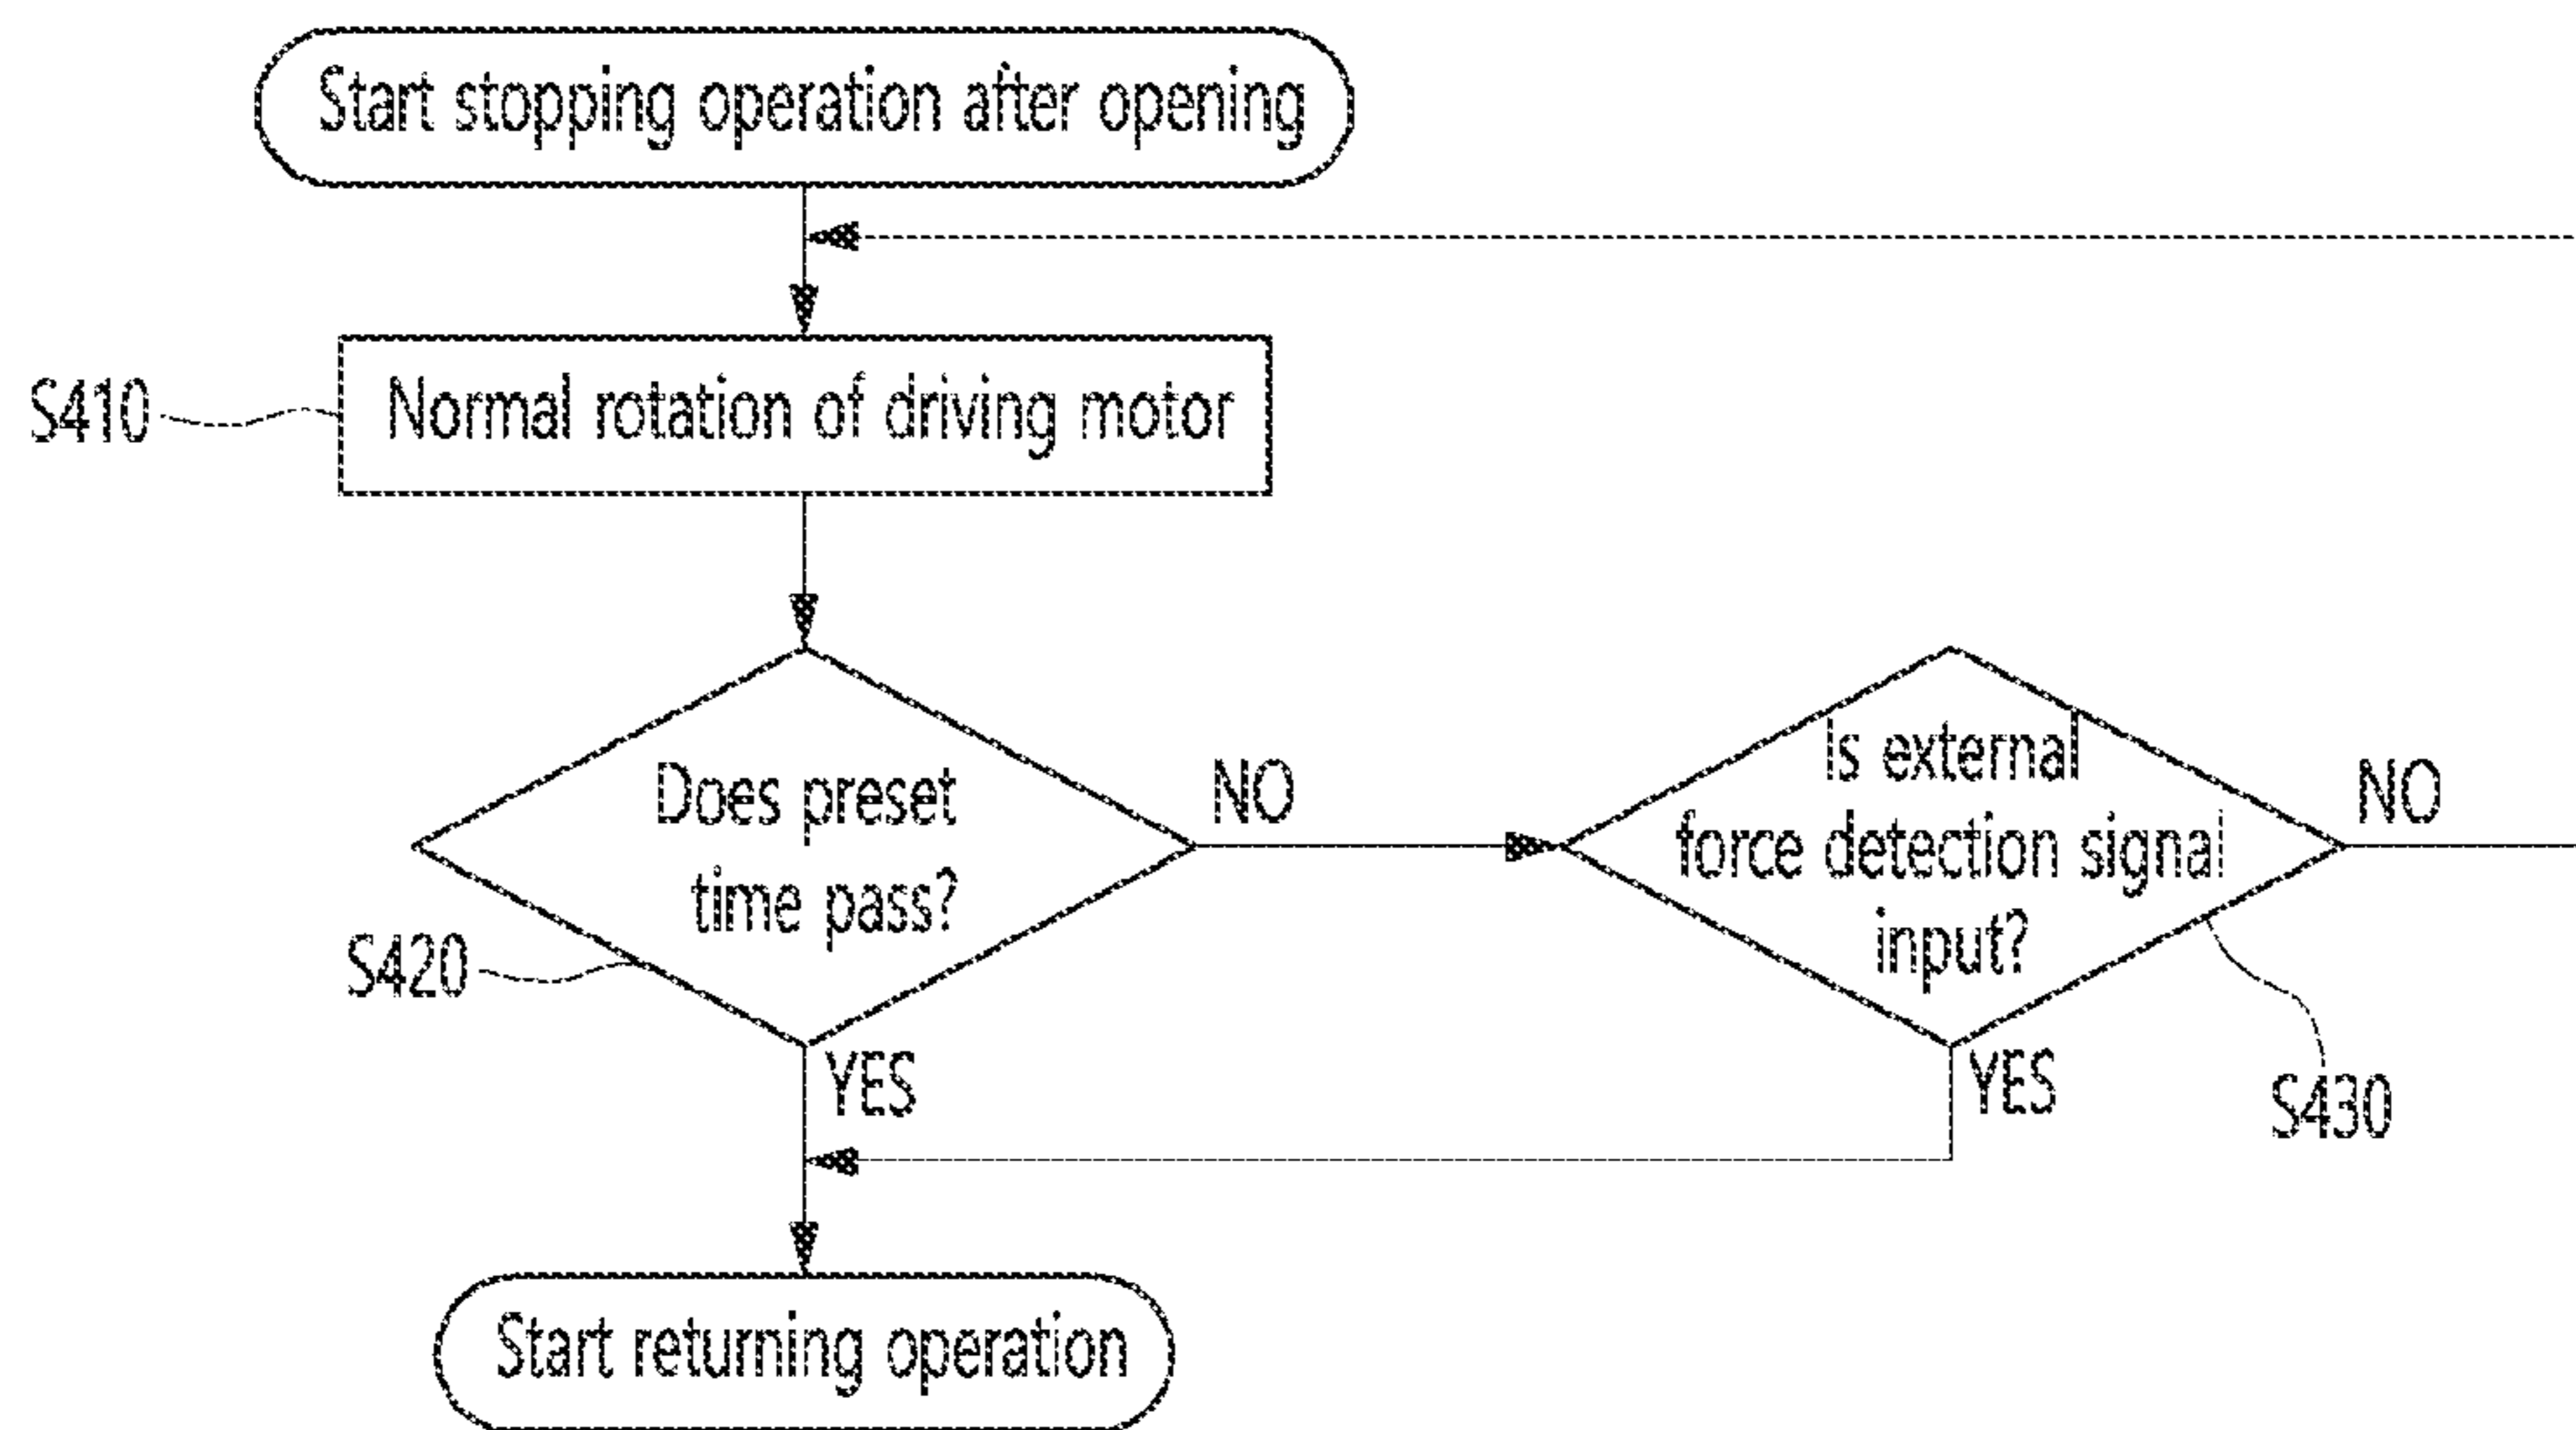 Start stopping operation after opening
S410
Normal rotation of driving motor
Does preset
time pass?
NO
S420
YES
Is external
force detection signal
input?
NO
YES
S430
Start returning operation